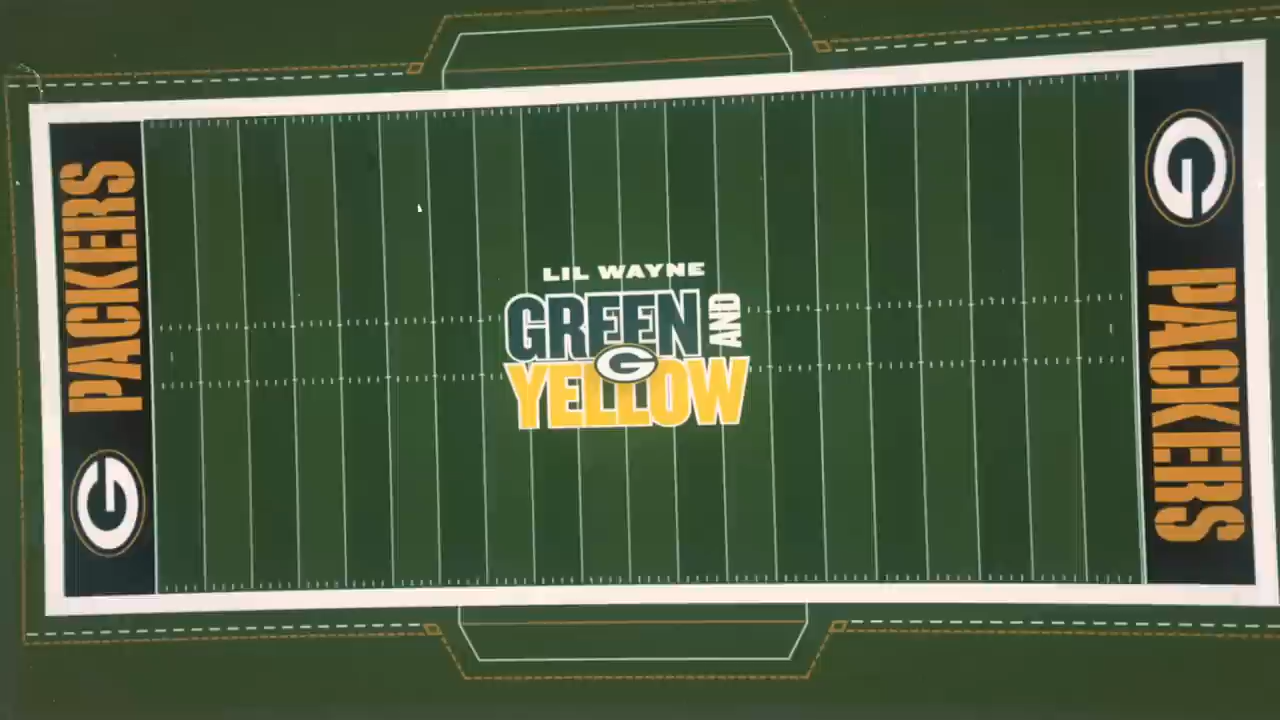 LIL WAYNE
GREEN AND
G
YELLOW
PACKERS
G
G
PACKERS